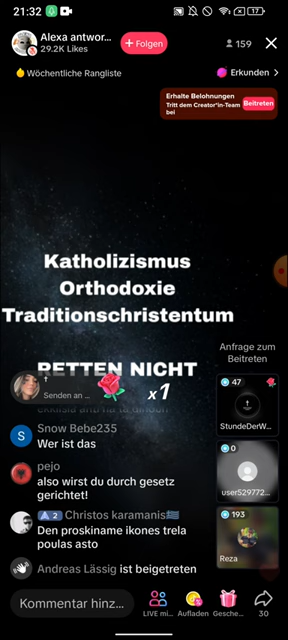 21:32
17
Alexa antwor...
29.2K Likes
+ Folgen
159
Wöchentliche Rangliste
Erkunden
Erhalte Belohnungen
Tritt dem Creator*in-Team
bei
Beitreten
Katholizismus
Orthodoxie
Traditionschristentum
RETTEN NICHT
Anfrage zum
Beitreten
†
Senden an ...
x1
47
StundeDerW...
Snow Bebe235
S
Wer ist das
0
user529772...
pejo
also wirst du durch gesetz
gerichtet!
2 Christos karamanis🇬🇷
Den proskiname ikones trela
poulas asto
193
Reza
Andreas Lässig ist beigetreten
Kommentar hinz...
LIVE mi...
Aufladen
Gesche...
30